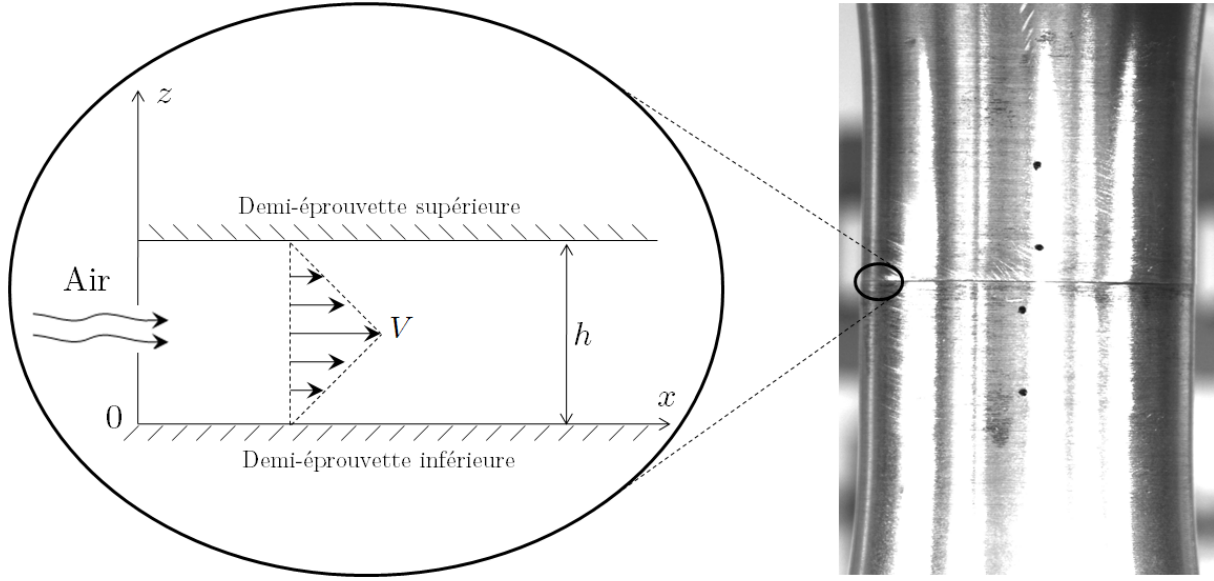 z
Demi-éprouvette supérieure
Air
V
h
0
x
Demi-éprouvette inférieure